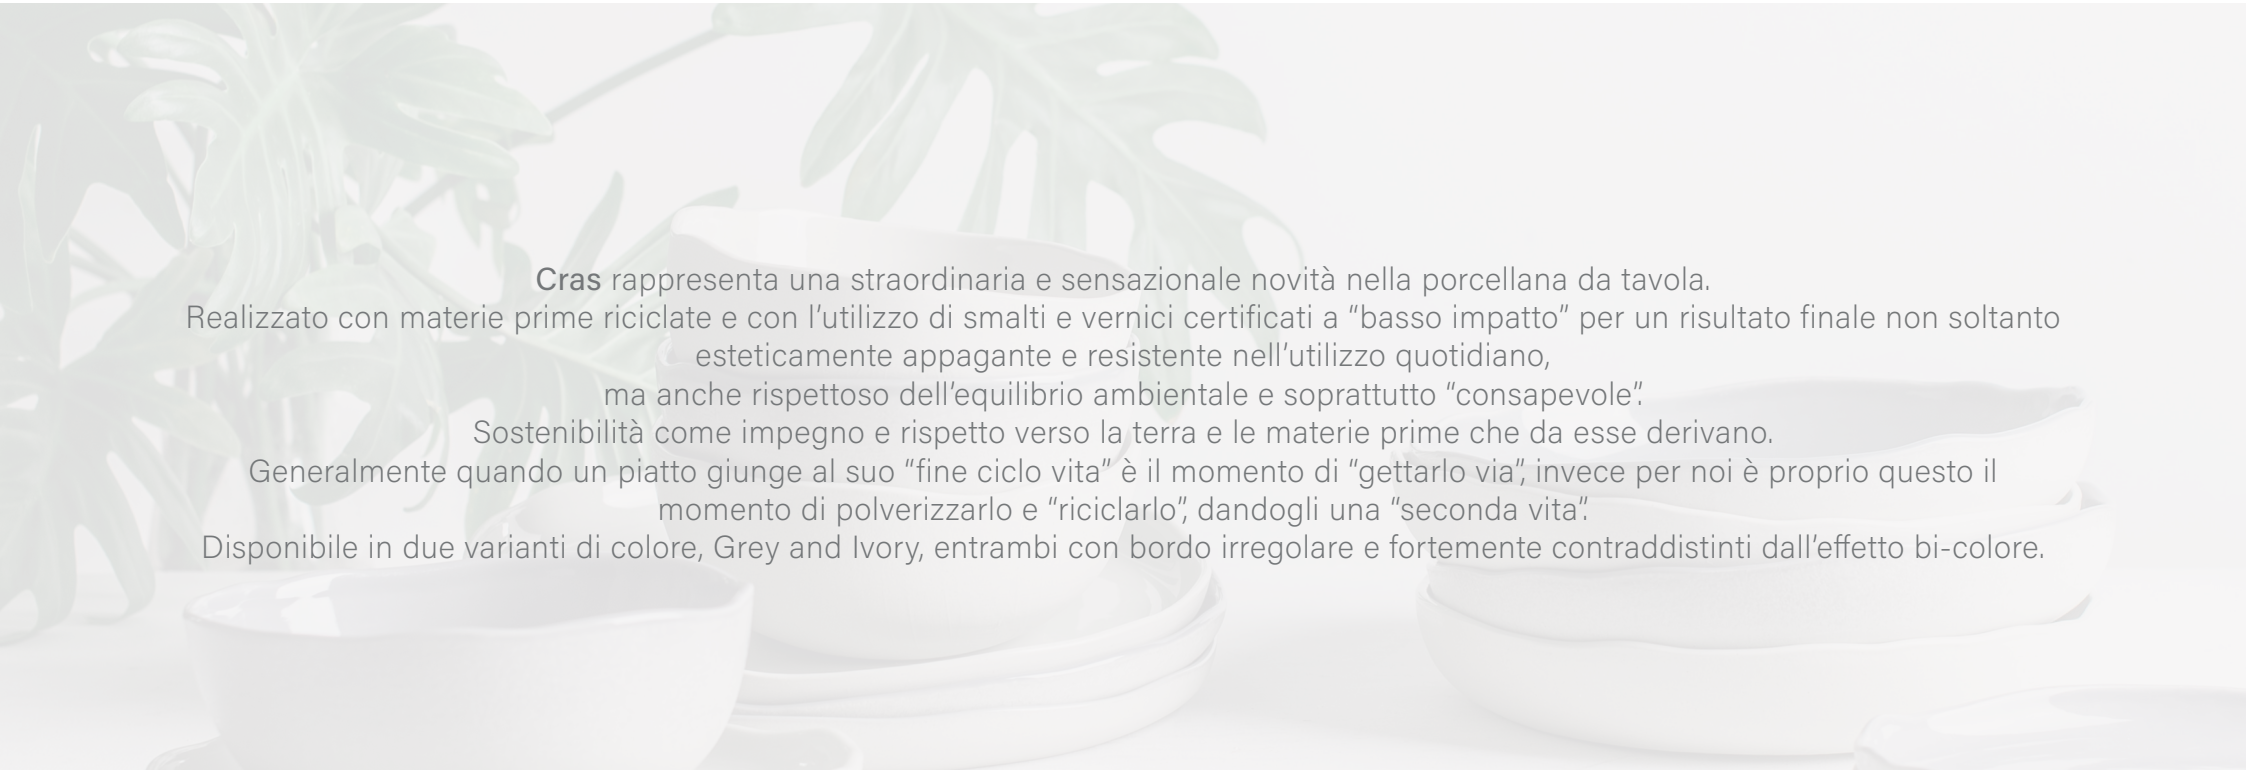 Cras rappresenta una straordinaria e sensazionale novità nella porcellana da tavola.
Realizzato con materie prime riciclate e con l’utilizzo di smalti e vernici certificati a “basso impatto” per un risultato finale non soltanto
esteticamente appagante e resistente nell’utilizzo quotidiano,
ma anche rispettoso dell’equilibrio ambientale e soprattutto “consapevole”.
Sostenibilità come impegno e rispetto verso la terra e le materie prime che da esse derivano.
Generalmente quando un piatto giunge al suo “fine ciclo vita” è il momento di “gettarlo via”, invece per noi è proprio questo il
momento di polverizzarlo e “riciclarlo”, dandogli una “seconda vita”.
Disponibile in due varianti di colore, Grey and Ivory, entrambi con bordo irregolare e fortemente contraddistinti dall’effetto bi-colore.